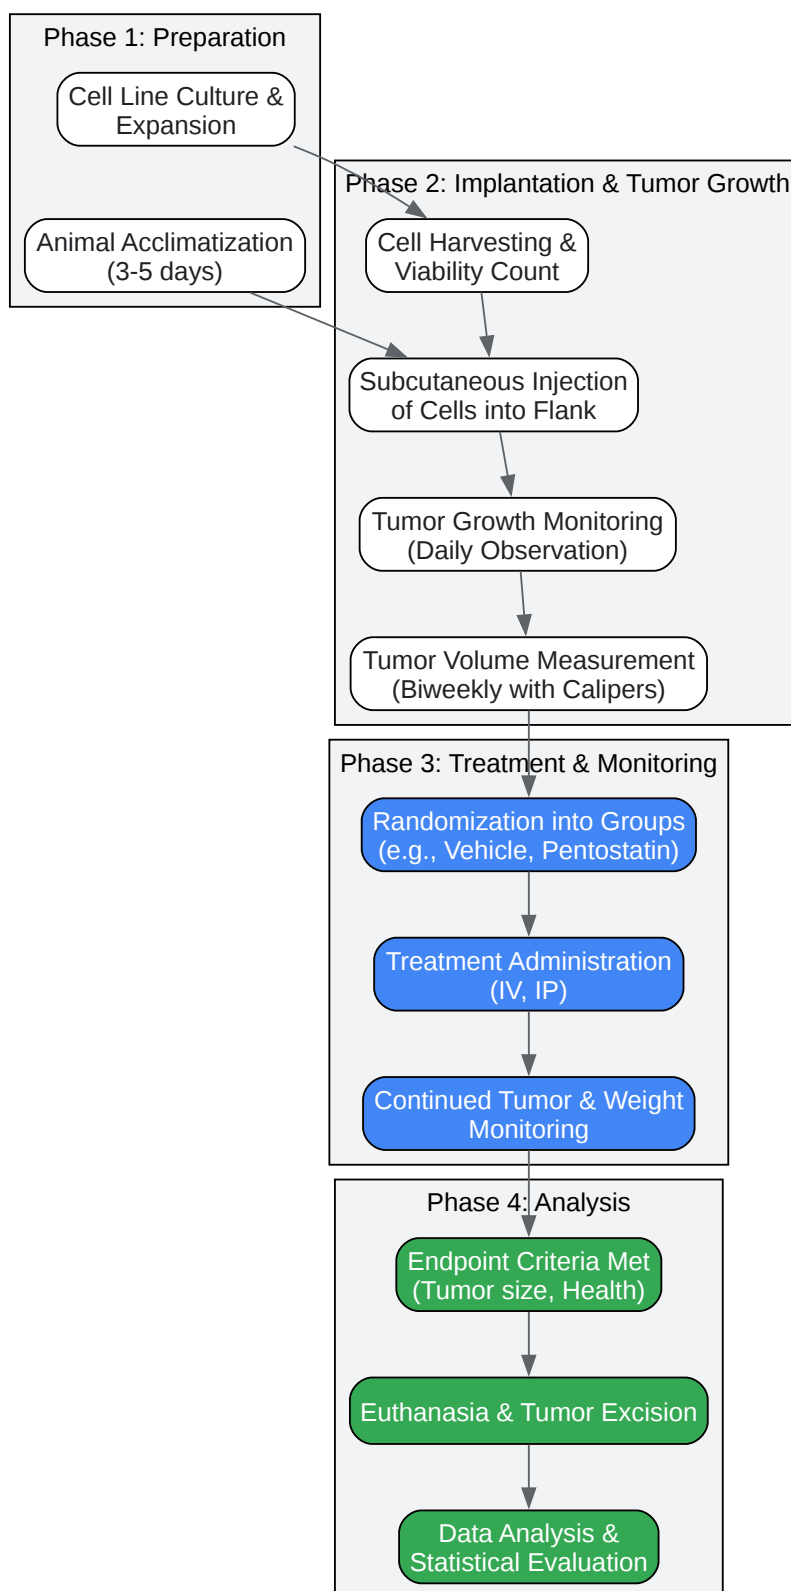 Phase 1: Preparation
Cell Line Culture &
Expansion
Animal Acclimatization
(3-5 days)
Phase 2: Implantation & Tumor Growth
Cell Harvesting &
Viability Count
Subcutaneous Injection
of Cells into Flank
Tumor Growth Monitoring
(Daily Observation)
Tumor Volume Measurement
(Biweekly with Calipers)
Phase 3: Treatment & Monitoring
Randomization into Groups
(e.g., Vehicle, Pentostatin)
Treatment Administration
(IV, IP)
Continued Tumor & Weight
Monitoring
Phase 4: Analysis
Endpoint Criteria Met
(Tumor size, Health)
Euthanasia & Tumor Excision
Data Analysis &
Statistical Evaluation